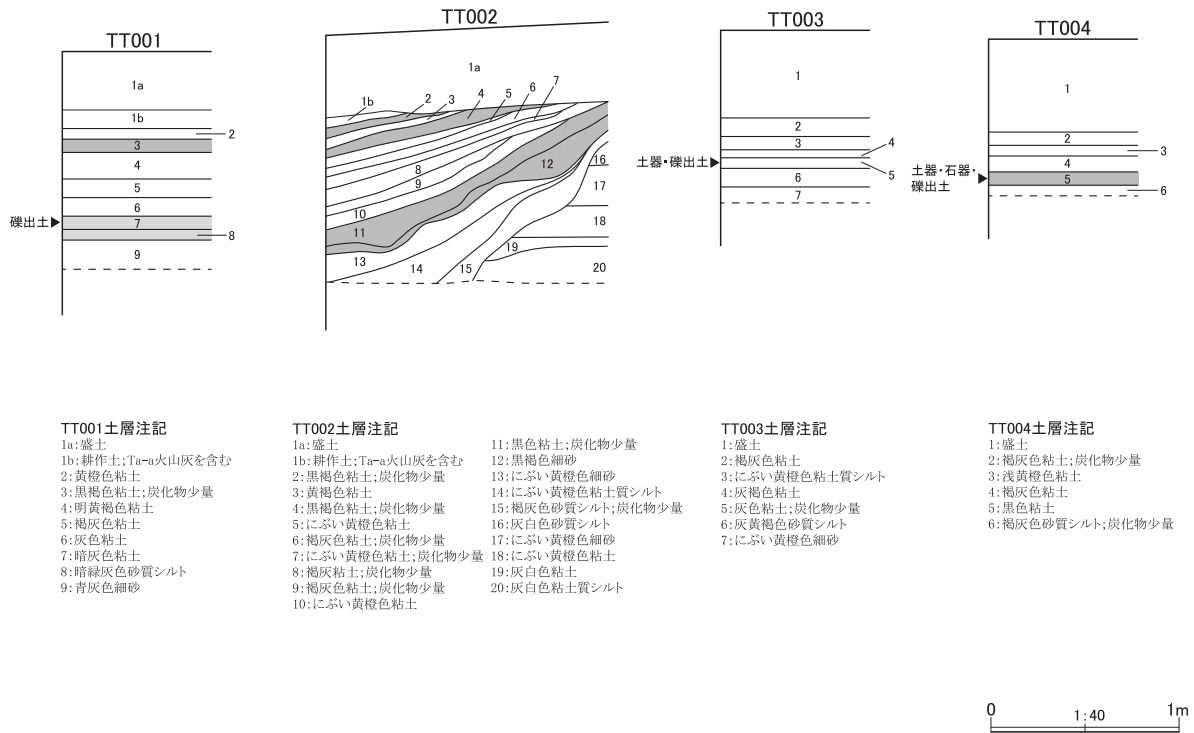 TT001
1a
1b
2
3
4
5
6
礫出土
7
8
9
TT002
1a
1b
2
3
4
5
6
7
8
9
10
11
12
13
14
15
16
17
18
19
20
TT003
1
2
3
4
土器・礫出土
5
6
7
TT004
1
2
3
4
土器・石器・
礫出土
5
6
TT001土層注記
1a:盛土
1b:耕作土;Ta-a火山灰を含む
2:黄橙色粘土
3:黒褐色粘土;炭化物少量
4:明黄褐色粘土
5:褐灰色粘土
6:灰色粘土
7:暗灰色粘土
8:暗緑灰色砂質シルト
9:青灰色細砂
TT002土層注記
1a:盛土
1b:耕作土;Ta-a火山灰を含む
2:黒褐色粘土;炭化物少量
3:黄褐色粘土
4:黒褐色粘土;炭化物少量
5:にぶい黄橙色粘土
6:褐灰色粘土;炭化物少量
7:にぶい黄橙色粘土;炭化物少量
8:褐灰粘土;炭化物少量
9:褐灰色粘土;炭化物少量
10:にぶい黄橙色粘土
11:黒色粘土;炭化物少量
12:黒褐色細砂
13:にぶい黄橙色細砂
14:にぶい黄橙色粘土質シルト
15:褐灰色砂質シルト;炭化物少量
16:灰白色砂質シルト
17:にぶい黄橙色細砂
18:にぶい黄橙色粘土
19:灰白色粘土
20:灰白色粘土質シルト
TT003土層注記
1:盛土
2:褐灰色粘土
3:にぶい黄橙色粘土質シルト
4:灰褐色粘土
5:灰色粘土;炭化物少量
6:灰黄褐色砂質シルト
7:にぶい黄橙色細砂
TT004土層注記
1:盛土
2:褐灰色粘土;炭化物少量
3:浅黄橙色粘土
4:褐灰色粘土
5:黒色粘土
6:褐灰色砂質シルト;炭化物少量
0 1:40 1m